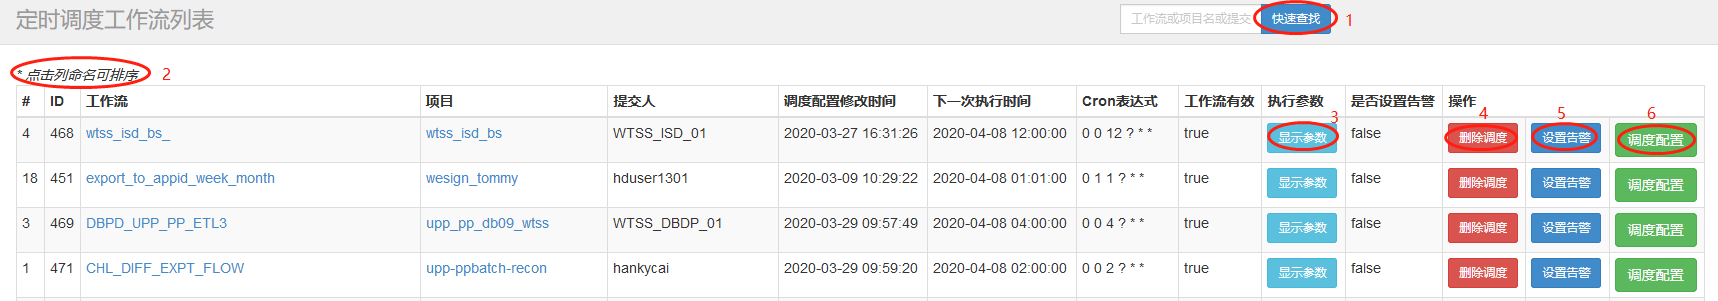 定时调度工作流列表
工作流或项目名或提交 快速查找 1
* 点击列命名可排序 2
# ID 工作流 项目 提交人 调度配置修改时间 下一次执行时间 Cron表达式 工作流有效 执行参数 是否设置告警 操作
3 4 5 6
4 468 wtss_isd_bs_ wtss_isd_bs WTSS_ISD_01 2020-03-27 16:31:26 2020-04-08 12:00:00 0 0 12 ? * * true 显示参数 false 删除调度 设置告警 调度配置
18 451 export_to_appid_week_month wesign_tommy hduser1301 2020-03-09 10:29:22 2020-04-08 01:01:00 0 1 1 ? * * true 显示参数 false 删除调度 设置告警 调度配置
3 469 DBPD_UPP_PP_ETL3 upp_pp_db09_wtss WTSS_DBDP_01 2020-03-29 09:57:49 2020-04-08 04:00:00 0 0 4 ? * * true 显示参数 false 删除调度 设置告警 调度配置
1 471 CHL_DIFF_EXPT_FLOW upp-ppbatch-recon hankycai 2020-03-29 09:59:20 2020-04-08 02:00:00 0 0 2 ? * * true 显示参数 false 删除调度 设置告警 调度配置